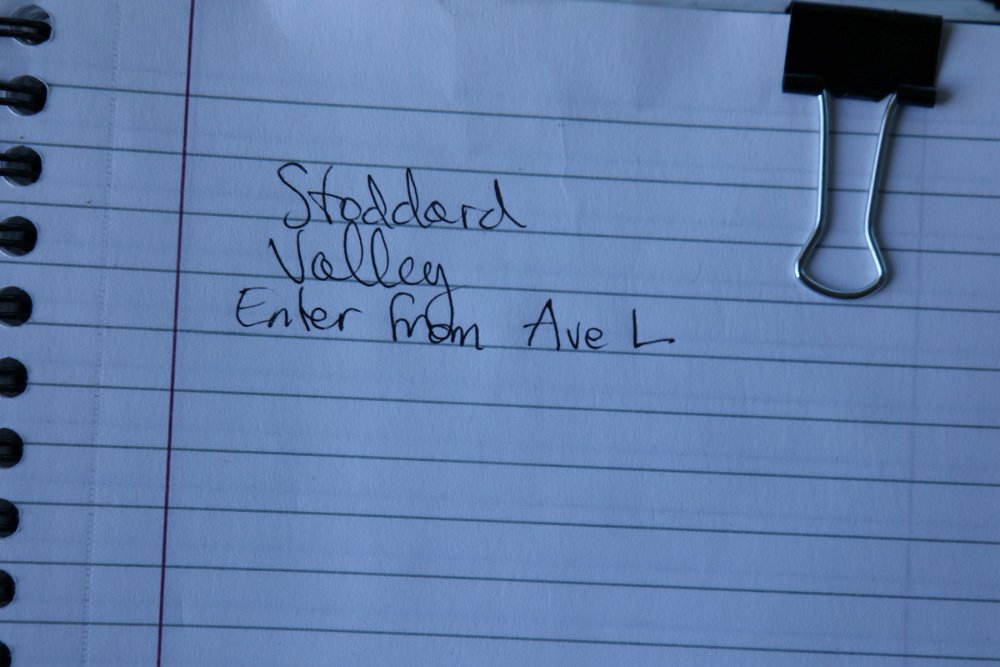 Stoddard
Valley
Enter from Ave L